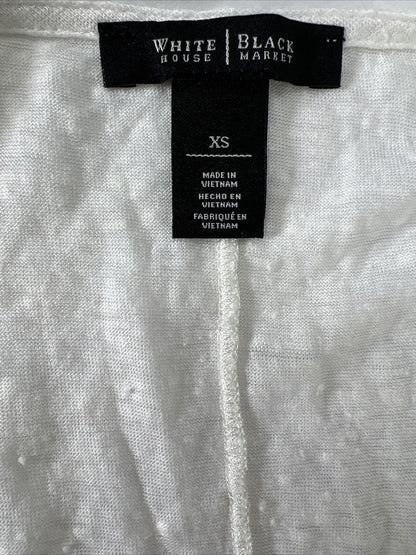 WHITE | BLACK
HOUSE | MARKET
XS
MADE IN
VIETNAM
HECHO EN
VIETNAM
FABRIQUÉ EN
VIETNAM